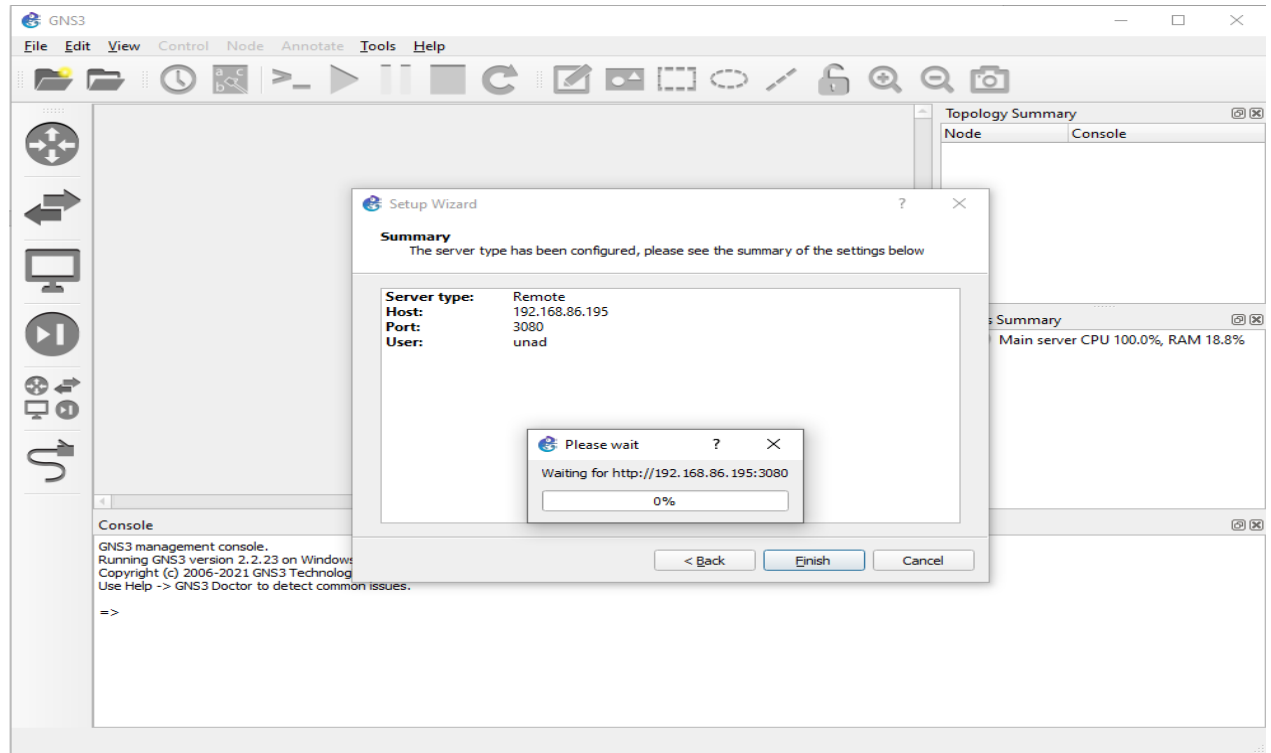 GNS3
File Edit View Control Node Annotate Tools Help
Topology Summary
Node Console
Setup Wizard ?
Summary
The server type has been configured, please see the summary of the settings below
Server type: Remote
Host: 192.168.86.195
Port: 3080
User: unad
Summary
Main server CPU 100.0%, RAM 18.8%
Please wait ?
Waiting for http://192.168.86.195:3080
0%
< Back Finish Cancel
Console
GNS3 management console.
Running GNS3 version 2.2.23 on Windows
Copyright (c) 2006-2021 GNS3 Technolog
Use Help -> GNS3 Doctor to detect common issues.
=>